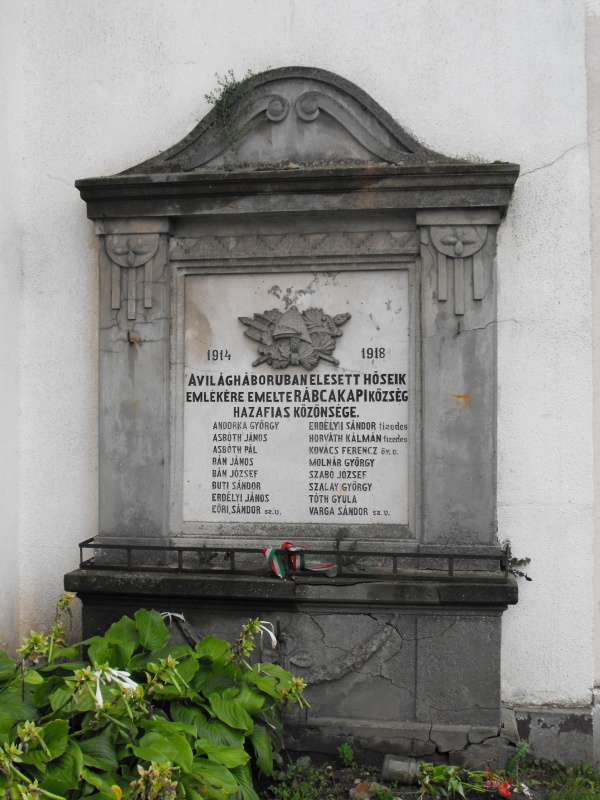 1914 1918
A VILÁGHÁBORUBAN ELESETT HŐSEIK
EMLÉKÉRE EMELTE RÁBCAKAPI KÖZSÉG
HAZAFIAS KÖZÖNSÉGE.
ANDORKA GYÖRGY
ASBÓTH JÁNOS
ASBÓTH PÁL
BÁN JÁNOS
BÁN JÓZSEF
BUTI SÁNDOR
ERDÉLYI JÁNOS
EŐRI SÁNDOR sz.v.
ERDÉLYI SÁNDOR tizedes
HORVÁTH KÁLMÁN tizedes
KOVÁCS FERENCZ őr.v.
MOLNÁR GYÖRGY
SZABÓ JÓZSEF
SZALAY GYÖRGY
TÓTH GYULA
VARGA SÁNDOR sz.v.